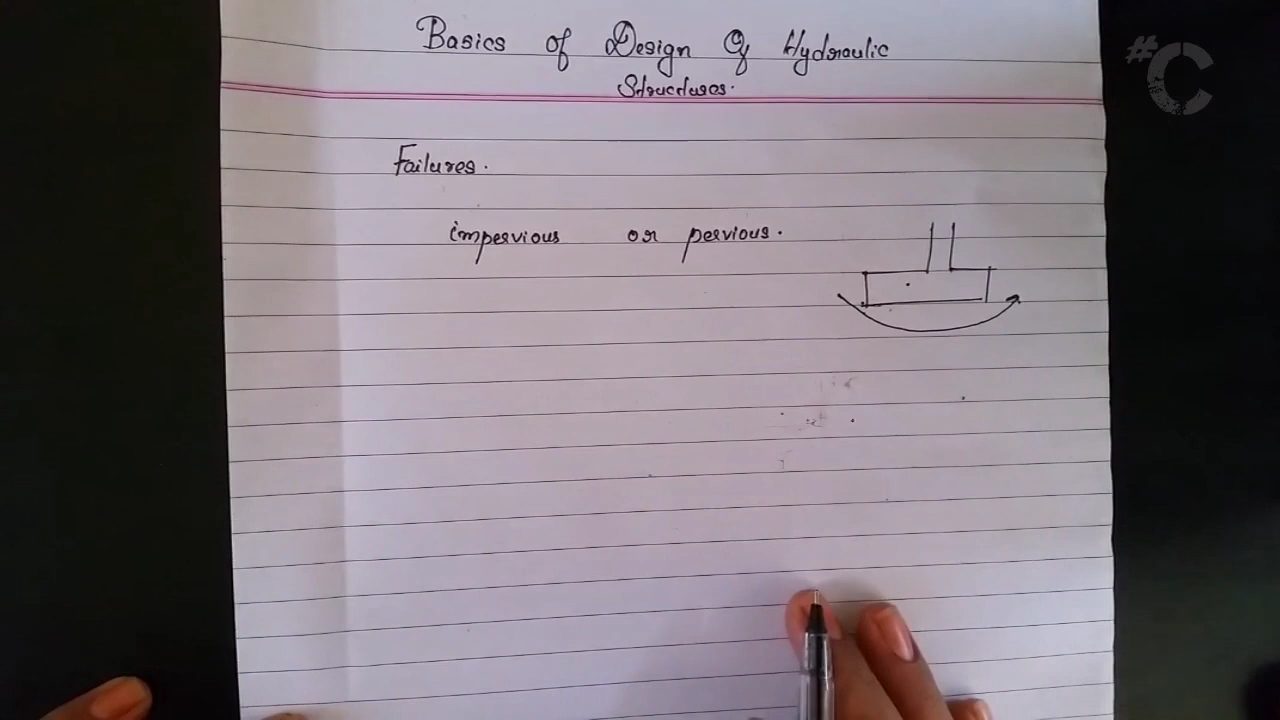 Basics of Design Of Hydraulic
Structures.
#C
Failures.
impervious or pervious.